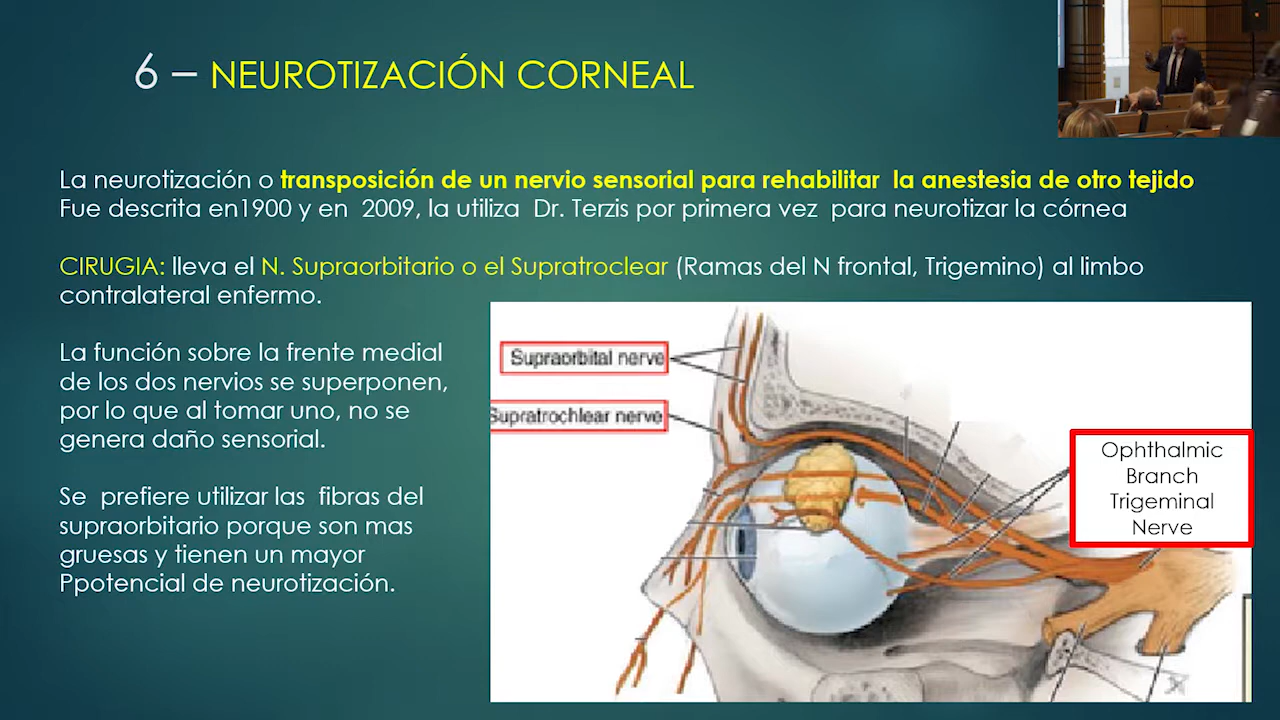 6 – NEUROTIZACIÓN CORNEAL
La neurotización o transposición de un nervio sensorial para rehabilitar la anestesia de otro tejido
Fue descrita en1900 y en 2009, la utiliza Dr. Terzis por primera vez para neurotizar la córnea
CIRUGIA: lleva el N. Supraorbitario o el Supratroclear (Ramas del N frontal, Trigemino) al limbo
contralateral enfermo.
La función sobre la frente medial
de los dos nervios se superponen,
por lo que al tomar uno, no se
genera daño sensorial.
Se prefiere utilizar las fibras del
supraorbitario porque son mas
gruesas y tienen un mayor
Ppotencial de neurotización.
Supraorbital nerve
Supratrochlear nerve
Ophthalmic
Branch
Trigeminal
Nerve